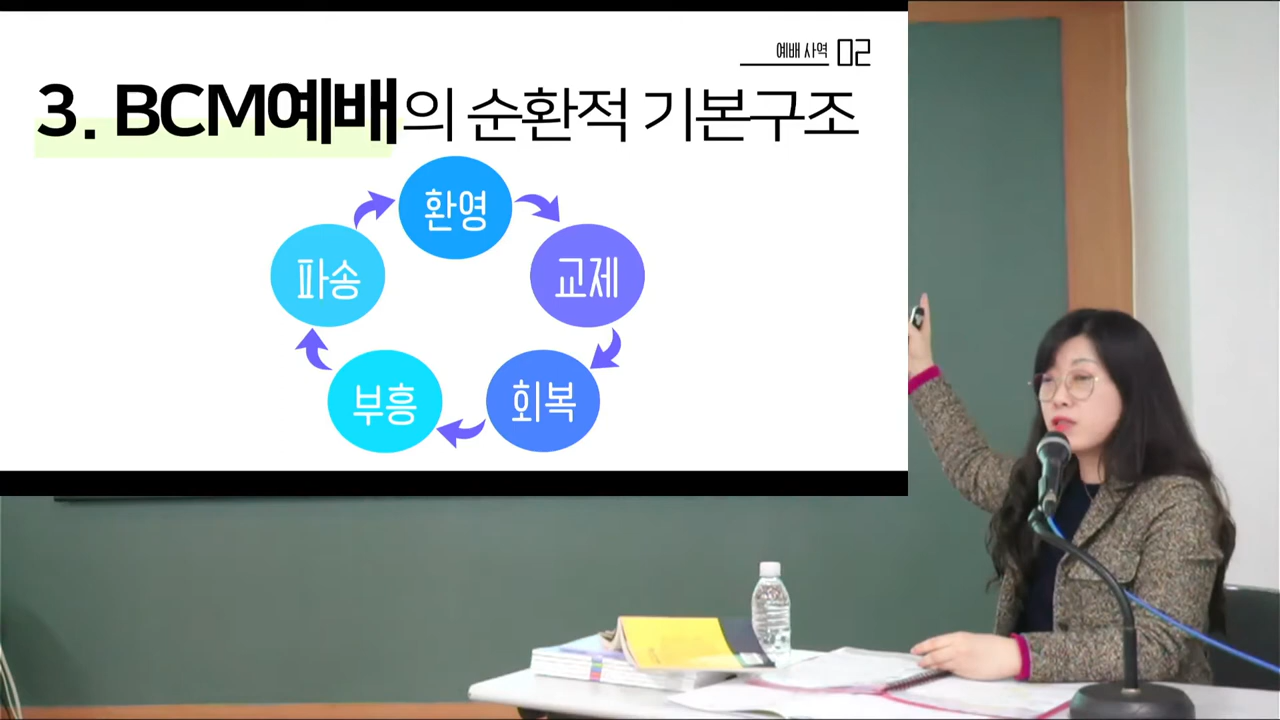 예배 사역 02
3. BCM예배의 순환적 기본구조
환영
교제
회복
부흥
파송